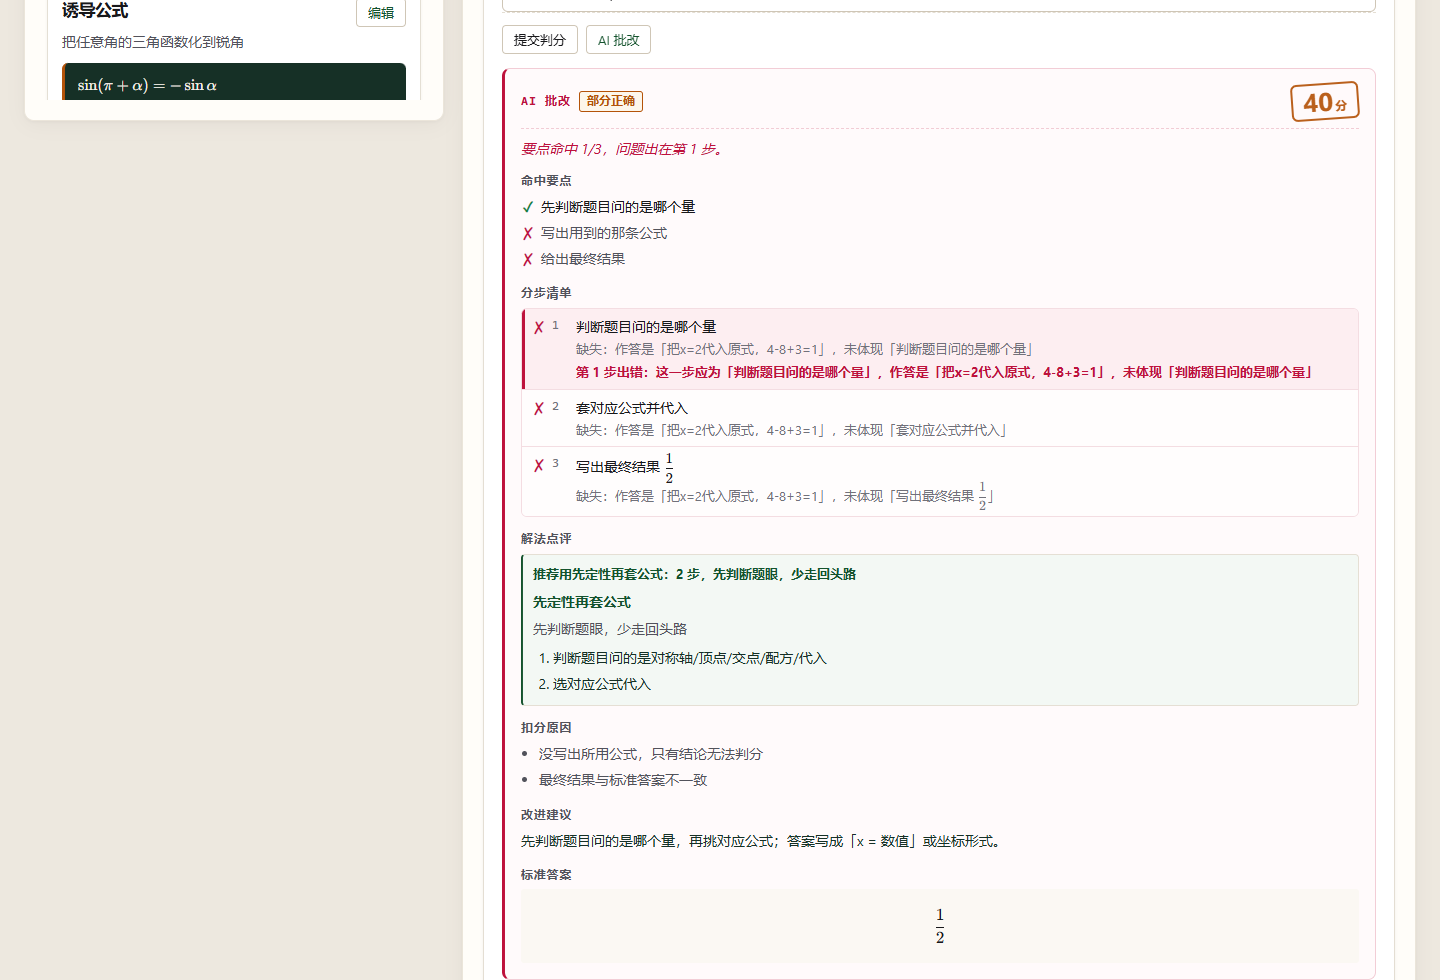 诱导公式
编辑
把任意角的三角函数化到锐角
sin(π + α) = − sin α
提交判分
AI 批改
AI 批改
部分正确
40分
要点命中 1/3，问题出在第 1 步。
命中要点
✓ 先判断题目问的是哪个量
✗ 写出用到的那条公式
✗ 给出最终结果
分步清单
✗ 1 判断题目问的是哪个量
缺失：作答是「把x=2代入原式，4-8+3=1」，未体现「判断题目问的是哪个量」
第 1 步出错：这一步应为「判断题目问的是哪个量」，作答是「把x=2代入原式，4-8+3=1」，未体现「判断题目问的是哪个量」
✗ 2 套对应公式并代入
缺失：作答是「把x=2代入原式，4-8+3=1」，未体现「套对应公式并代入」
✗ 3 写出最终结果 1/2
缺失：作答是「把x=2代入原式，4-8+3=1」，未体现「写出最终结果 1/2」
解法点评
推荐用先定性再套公式：2 步，先判断题眼，少走回头路
先定性再套公式
先判断题眼，少走回头路
1. 判断题目问的是对称轴/顶点/交点/配方/代入
2. 选对应公式代入
扣分原因
• 没写出所用公式，只有结论无法判分
• 最终结果与标准答案不一致
改进建议
先判断题目问的是哪个量，再挑对应公式；答案写成「x = 数值」或坐标形式。
标准答案
1/2